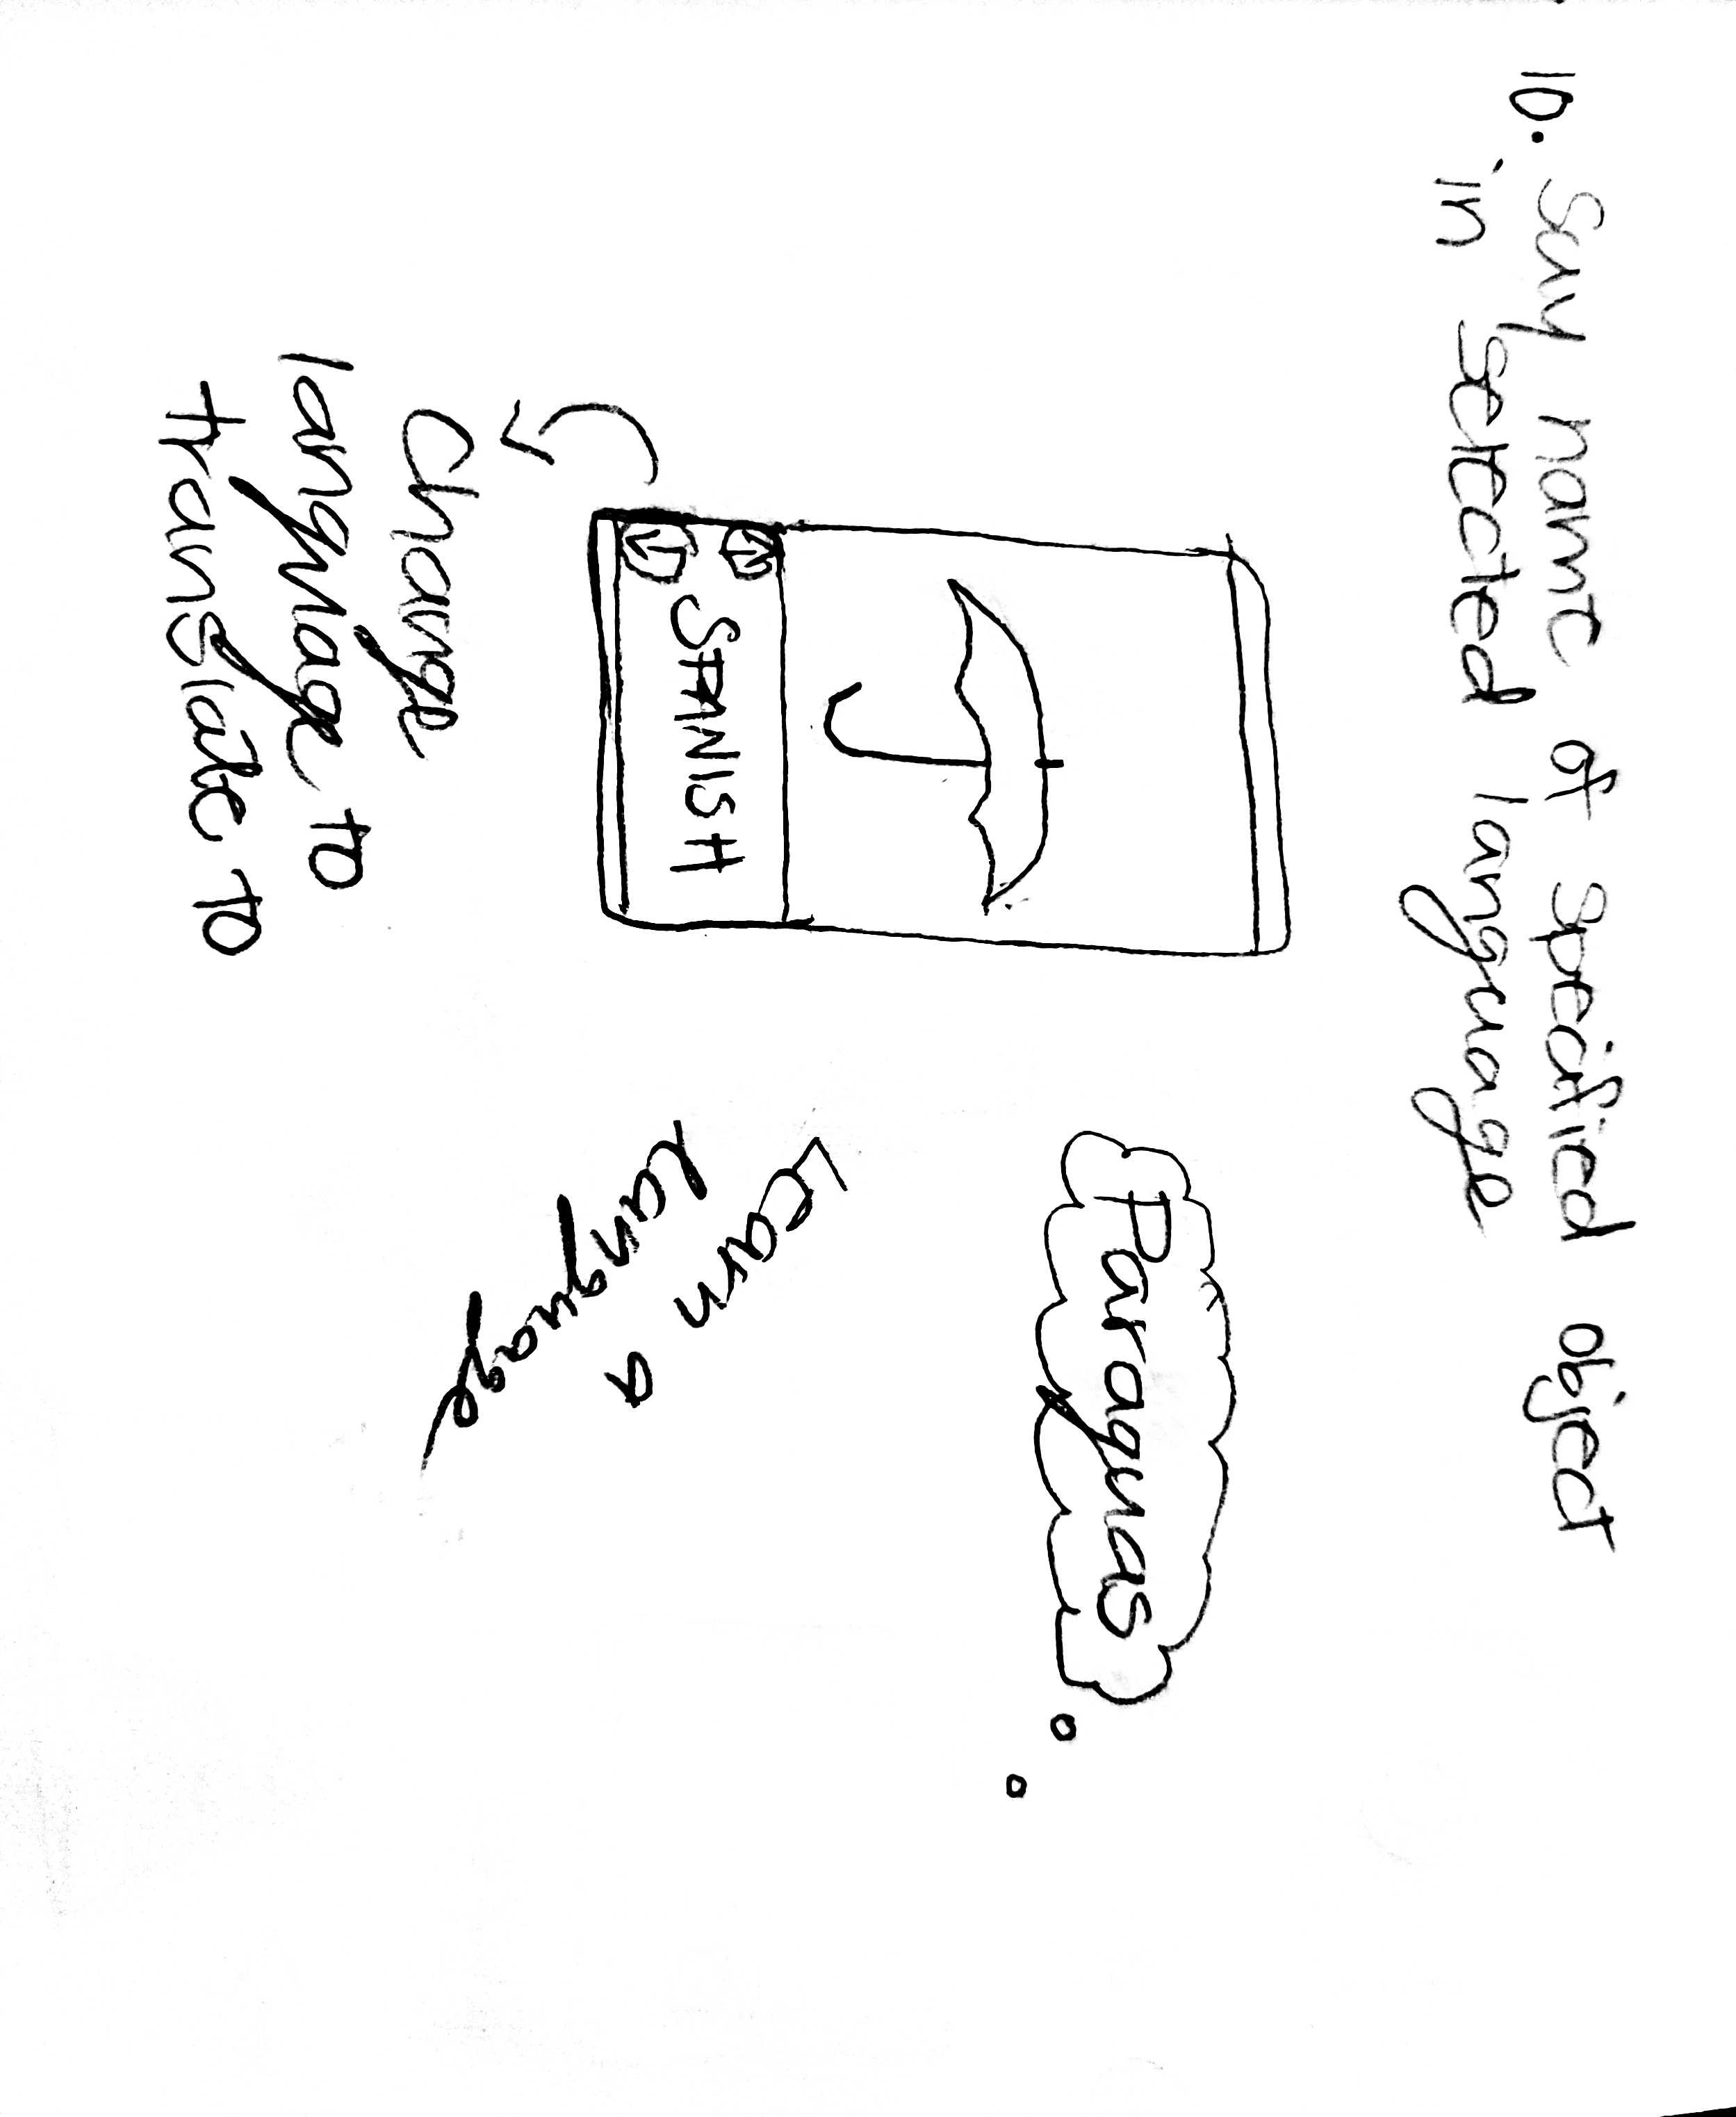 10. Say name of specified object
in selected language
Paraguas
SPANISH
Learn a
language
Change
language to
translate to